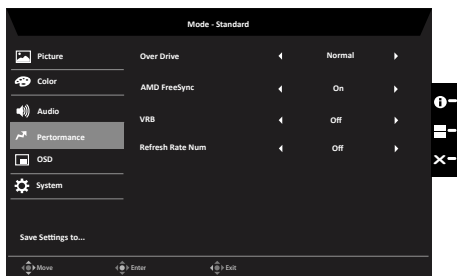 Mode - Standard
Picture
Over Drive Normal
Color
AMD FreeSync On
Audio
VRB Off
Pertormance
Refresh Rate Num Off
OSD
System
Save Settings to...
Move Enter Exit